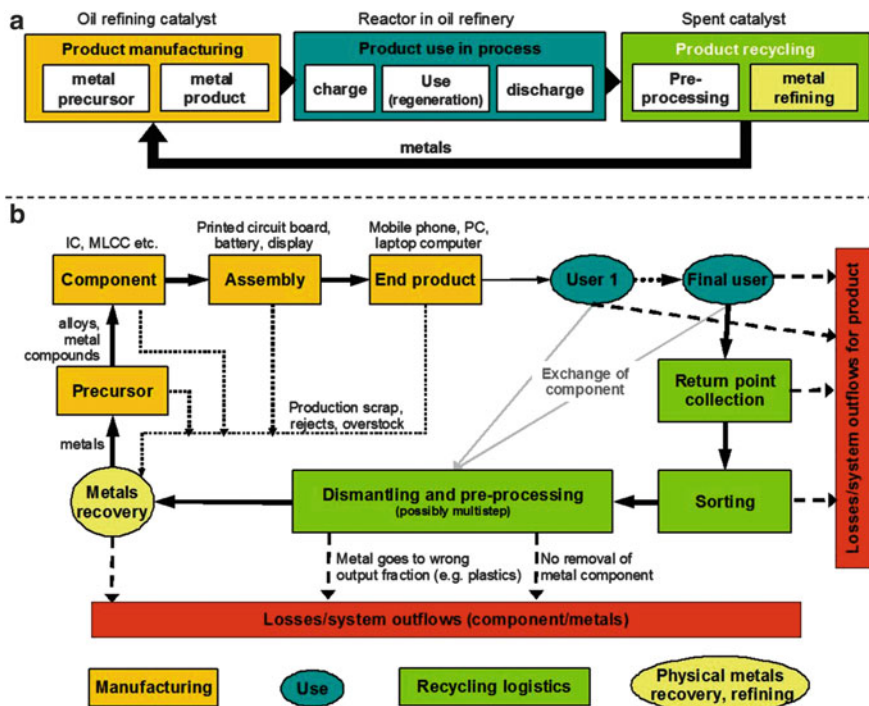 a
Oil refining catalyst
Reactor in oil refinery
Spent catalyst
Product manufacturing
Product use in process
Product recycling
metal
precursor
metal
product
charge
Use
(regeneration)
discharge
Pre-
processing
metal
refining
metals
b
IC, MLCC etc.
Printed circuit board,
battery, display
Mobile phone, PC,
laptop computer
Component
Assembly
End product
User 1
Final user
alloys,
metal
compounds
Exchange of
component
Return point
collection
Precursor
Production scrap,
rejects, overstock
metals
Metals
recovery
Dismantling and pre-processing
(possibly multistep)
Sorting
Losses/system outflows for product
Metal goes to wrong
output fraction (e.g. plastics)
No removal of
metal component
Losses/system outflows (component/metals)
Manufacturing
Use
Recycling logistics
Physical metals
recovery, refining